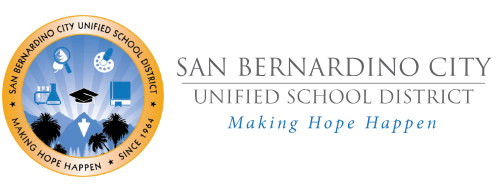 SAN BERNARDINO CITY UNIFIED SCHOOL DISTRICT
★ MAKING HOPE HAPPEN ★ SINCE 1964
SAN BERNARDINO CITY
UNIFIED SCHOOL DISTRICT
Making Hope Happen